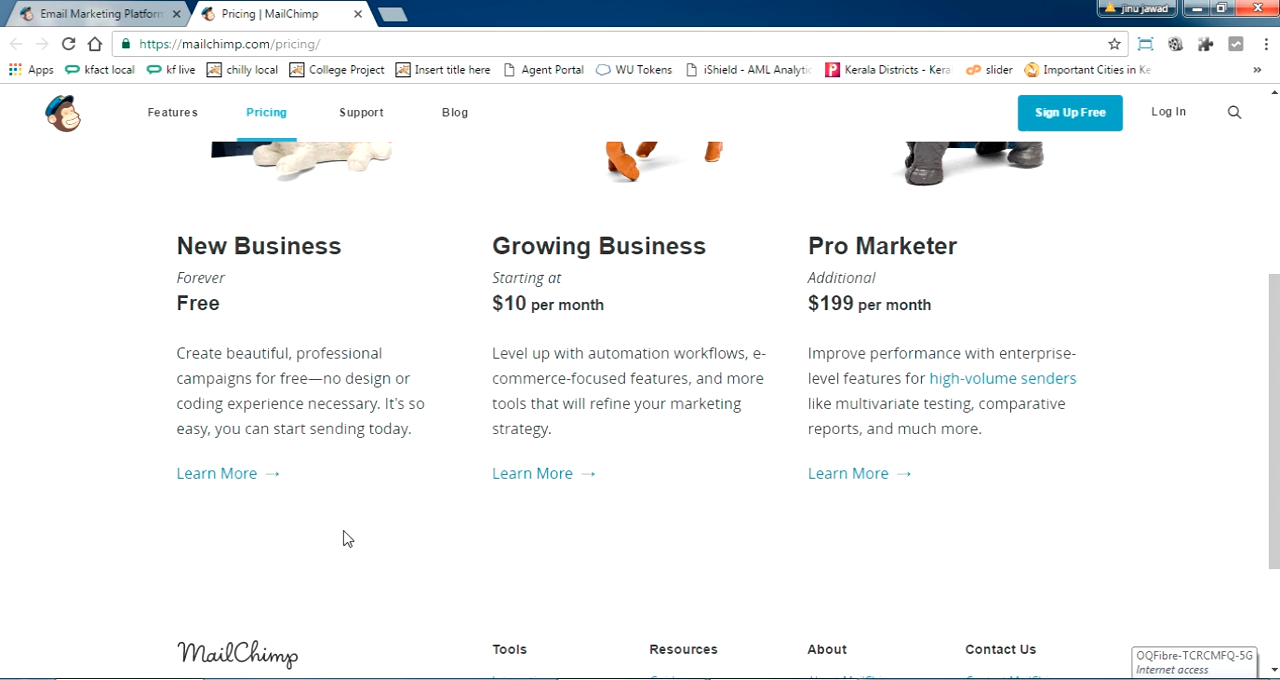 Email Marketing Platform
Pricing | MailChimp
jinu jawad
https://mailchimp.com/pricing/
Apps
kfact local
kf live
chilly local
College Project
Insert title here
Agent Portal
WU Tokens
iShield - AML Analytic
Kerala Districts - Kera
slider
Important Cities in Ke
»
Features
Pricing
Support
Blog
Sign Up Free
Log In
New Business
Forever
Free
Create beautiful, professional
campaigns for free—no design or
coding experience necessary. It's so
easy, you can start sending today.
Learn More →
Growing Business
Starting at
$10 per month
Level up with automation workflows, e-
commerce-focused features, and more
tools that will refine your marketing
strategy.
Learn More →
Pro Marketer
Additional
$199 per month
Improve performance with enterprise-
level features for high-volume senders
like multivariate testing, comparative
reports, and much more.
Learn More →
MailChimp
Tools
Resources
About
Contact Us
OQFibre-TCRCMFQ-5G
Internet access